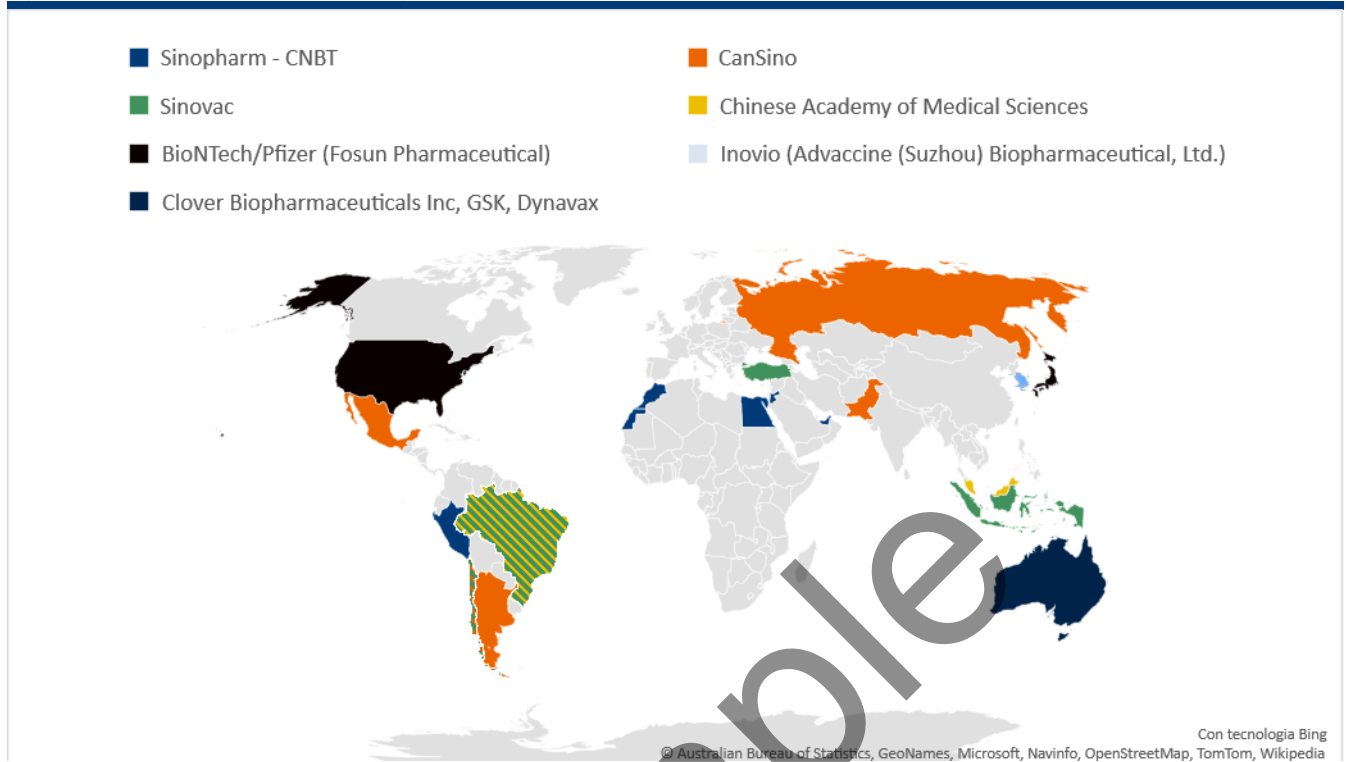 Sinopharm - CNBT
CanSino
Sinovac
Chinese Academy of Medical Sciences
BioNTech/Pfizer (Fosun Pharmaceutical)
Inovio (Advaccine (Suzhou) Biopharmaceutical, Ltd.)
Clover Biopharmaceuticals Inc, GSK, Dynavax
Con tecnologia Bing
© Australian Bureau of Statistics, GeoNames, Microsoft, Navinfo, OpenStreetMap, TomTom, Wikipedia